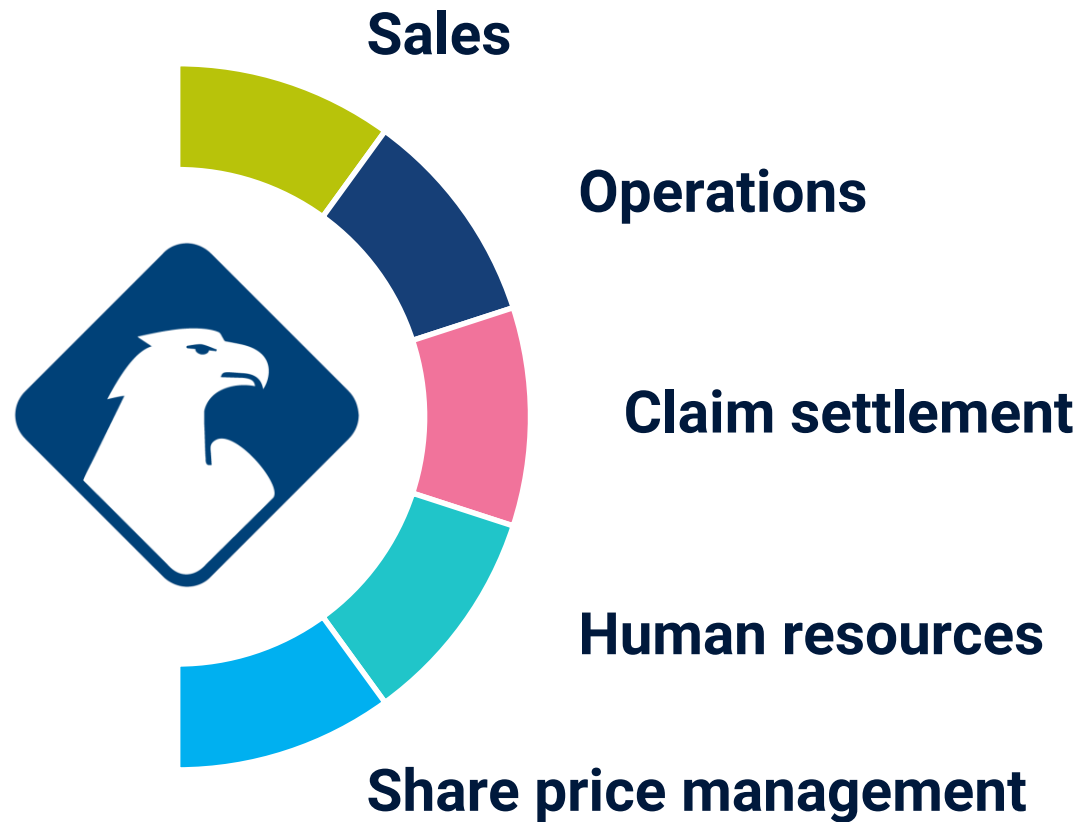 Sales
Operations
Claim settlement
Human resources
Share price management